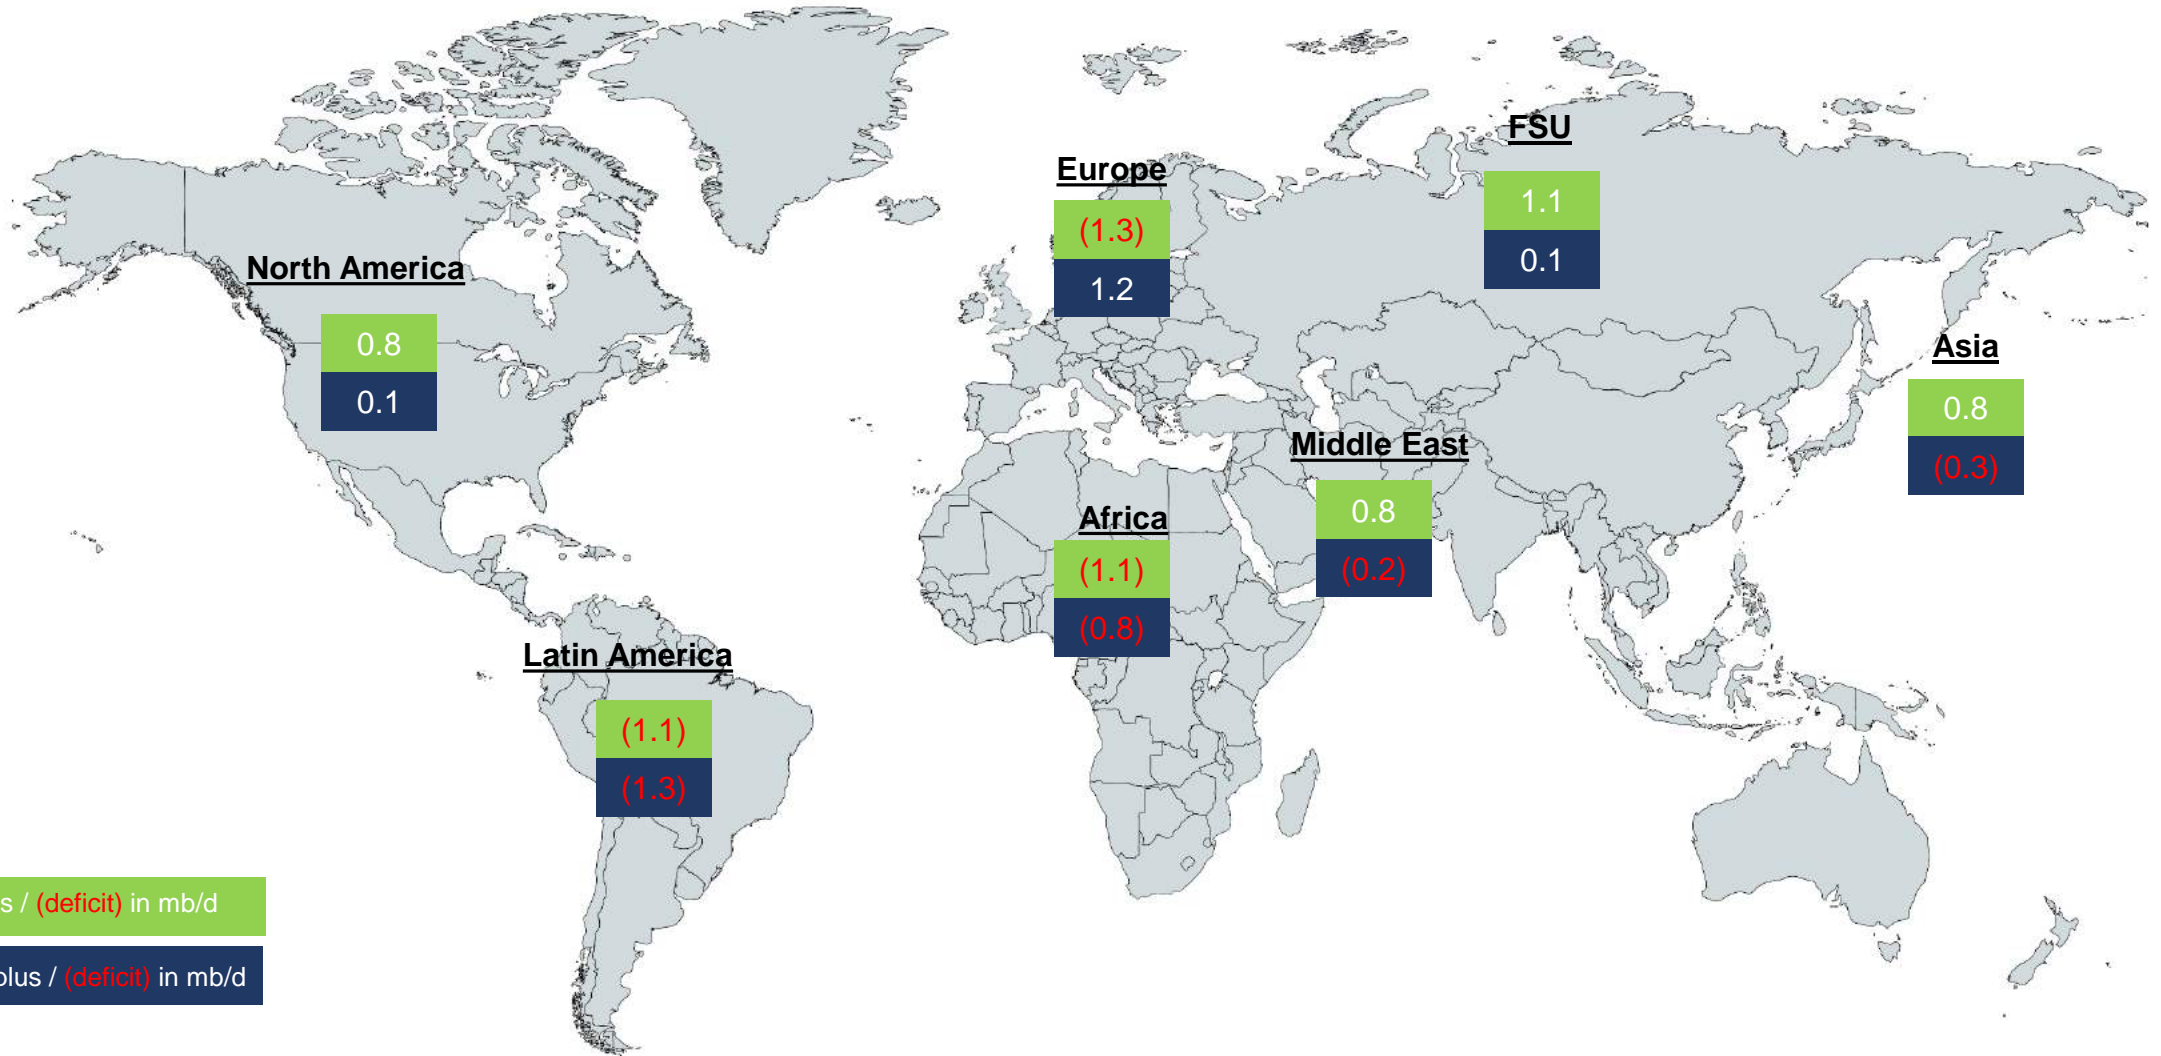 FSU
1.1
0.1
Europe
(1.3)
1.2
North America
0.8
0.1
Asia
0.8
(0.3)
Middle East
0.8
(0.2)
Africa
(1.1)
(0.8)
Latin America
(1.1)
(1.3)
/ (deficit) in mb/d
/ (deficit) in mb/d